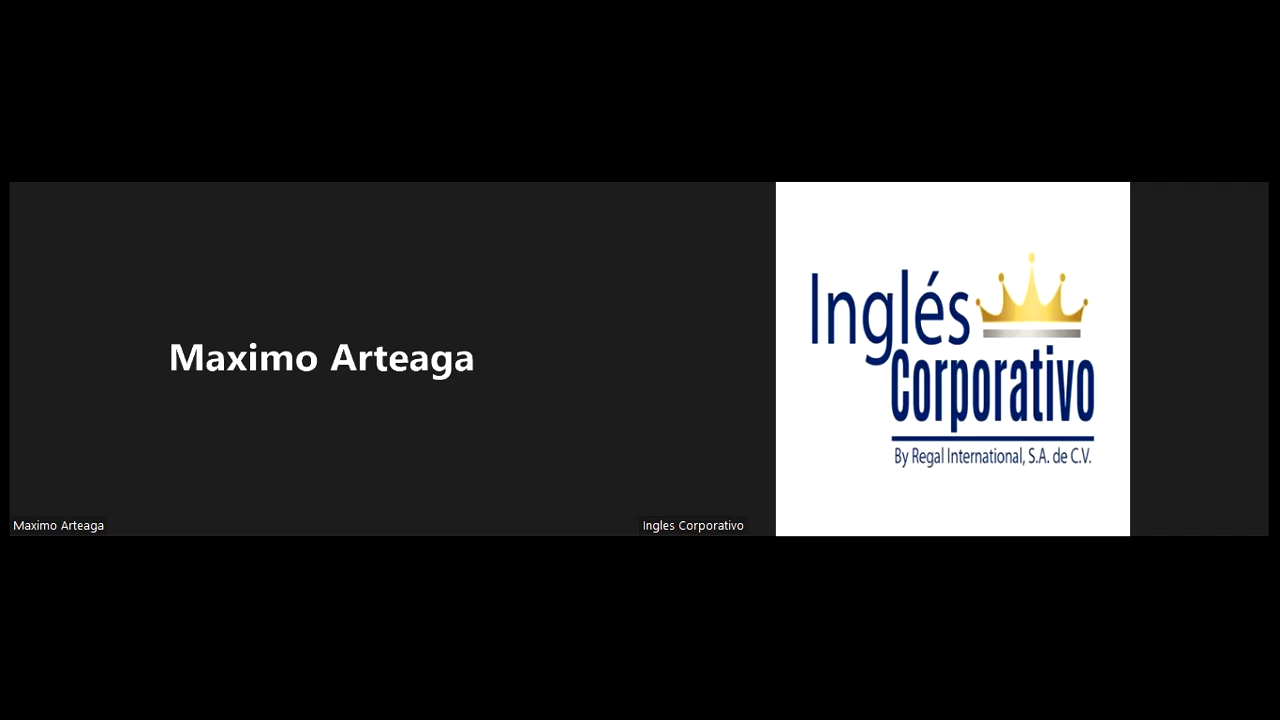 Maximo Arteaga
Maximo Arteaga
Inglés
Corporativo
By Regal International, S.A. de C.V.
Ingles Corporativo